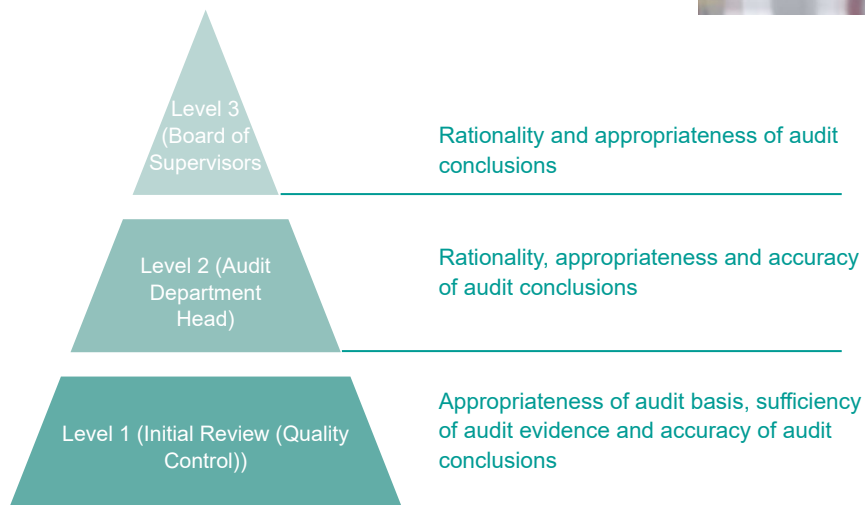 Level 3
(Board of
Supervisors
Rationality and appropriateness of audit
conclusions
Level 2 (Audit
Department
Head)
Rationality, appropriateness and accuracy
of audit conclusions
Level 1 (Initial Review (Quality
Control))
Appropriateness of audit basis, sufficiency
of audit evidence and accuracy of audit
conclusions